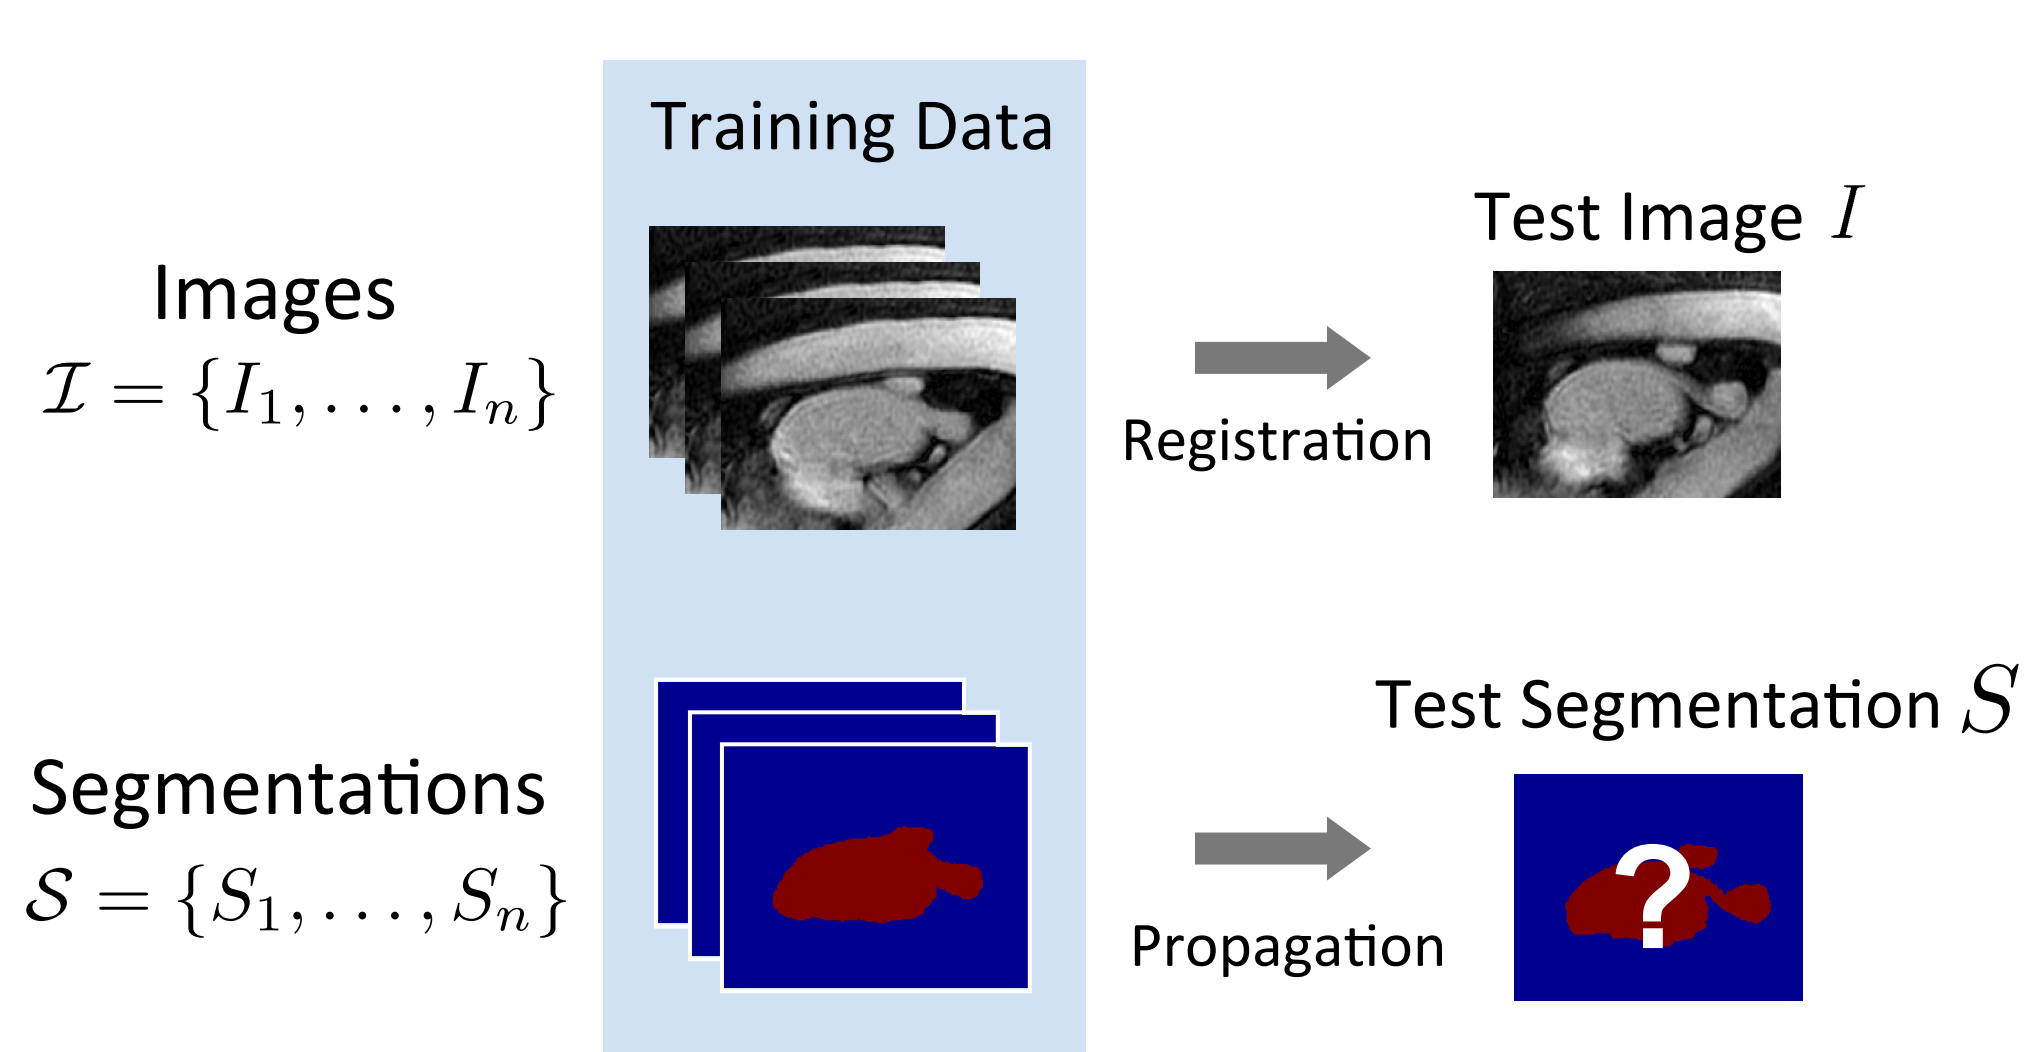 Training Data
Test Image I
Images
𝓘 = {I₁, . . . , Iₙ}
Registration
Test Segmentation S
Segmentations
𝓢 = {S₁, . . . , Sₙ}
?
Propagation